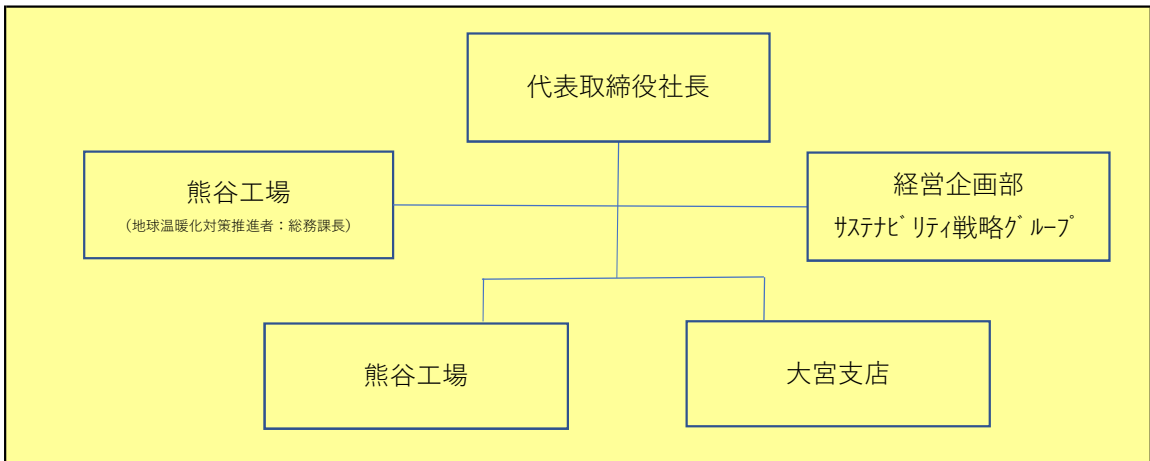 代表取締役社長
熊谷工場
（地球温暖化対策推進者：総務課長）
経営企画部
ｻｽﾃﾅﾋﾞﾘﾃｨ戦略ｸﾞﾙｰﾌﾟ
熊谷工場
大宮支店